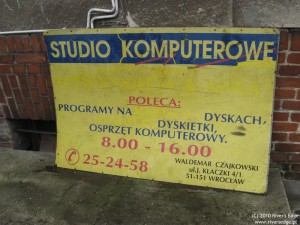 STUDIO KOMPUTEROWE
POLECA:
PROGRAMY NA DYSKACH,
DYSKIETKI,
OSPRZĘT KOMPUTEROWY.
8.00 - 16.00
25-24-58
WALDEMAR CZAJKOWSKI
ul.J. KLACZKI 4/1
51-151 WROCŁAW